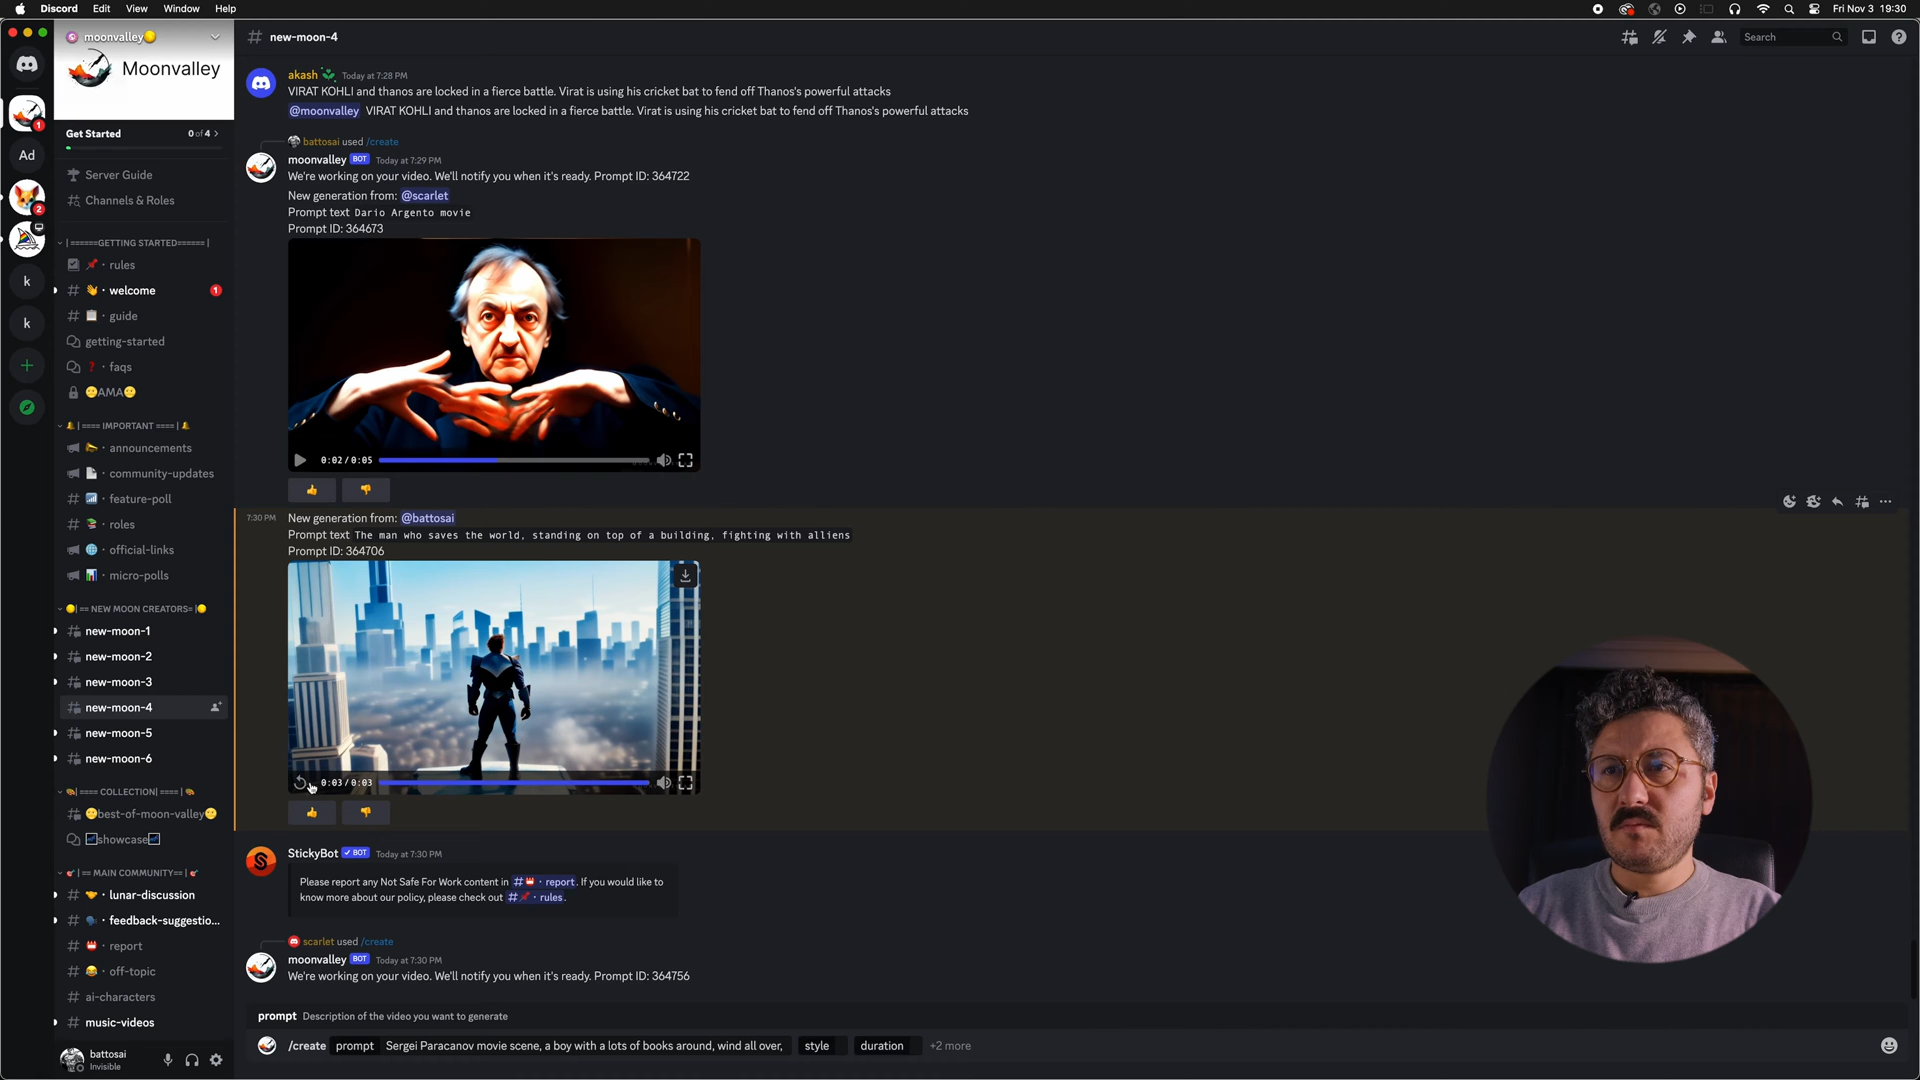 Discord Edit View Window Help
Fri Nov 3 19:30
moonvalley
Moonvalley
Get Started 0 of 4 >
Server Guide
Channels & Roles
| ======GETTING STARTED====== |
rules
welcome 1
guide
getting-started
faqs
AMA
| ==== IMPORTANT ==== |
announcements
community-updates
feature-poll
roles
official-links
micro-polls
| == NEW MOON CREATORS= |
new-moon-1
new-moon-2
new-moon-3
new-moon-4
new-moon-5
new-moon-6
| ==== COLLECTION| ==== |
best-of-moon-valley
showcase
| == MAIN COMMUNITY== |
lunar-discussion
feedback-suggestio...
report
off-topic
ai-characters
music-videos
battosai
Invisible
1
Ad
2
k
k
# new-moon-4
Search
akash Today at 7:28 PM
VIRAT KOHLI and thanos are locked in a fierce battle. Virat is using his cricket bat to fend off Thanos's powerful attacks
@moonvalley VIRAT KOHLI and thanos are locked in a fierce battle. Virat is using his cricket bat to fend off Thanos's powerful attacks
battosai used /create
moonvalley BOT Today at 7:29 PM
We're working on your video. We'll notify you when it's ready. Prompt ID: 364722
New generation from: @scarlet
Prompt text Dario Argento movie
Prompt ID: 364673
0:02/0:05
7:30 PM New generation from: @battosai
Prompt text The man who saves the world, standing on top of a building, fighting with alliens
Prompt ID: 364706
0:03/0:03
StickyBot ✓ BOT Today at 7:30 PM
Please report any Not Safe For Work content in # · report. If you would like to
know more about our policy, please check out # · rules.
scarlet used /create
moonvalley BOT Today at 7:30 PM
We're working on your video. We'll notify you when it's ready. Prompt ID: 364756
prompt Description of the video you want to generate
/create prompt Sergei Paracanov movie scene, a boy with a lots of books around, wind all over, style duration +2 more